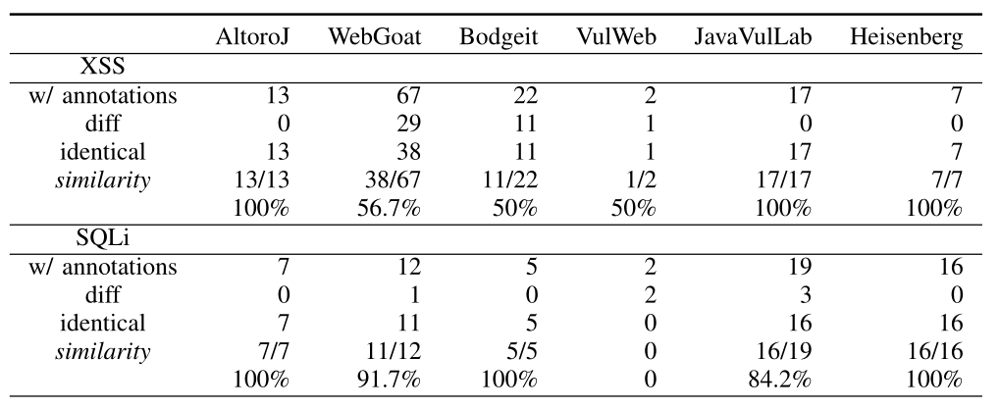 AltoroJ WebGoat Bodgeit VulWeb JavaVulLab Heisenberg
XSS
w/ annotations 13 67 22 2 17 7
diff 0 29 11 1 0 0
identical 13 38 11 1 17 7
similarity 13/13 38/67 11/22 1/2 17/17 7/7
100% 56.7% 50% 50% 100% 100%
SQLi
w/ annotations 7 12 5 2 19 16
diff 0 1 0 2 3 0
identical 7 11 5 0 16 16
similarity 7/7 11/12 5/5 0 16/19 16/16
100% 91.7% 100% 0 84.2% 100%